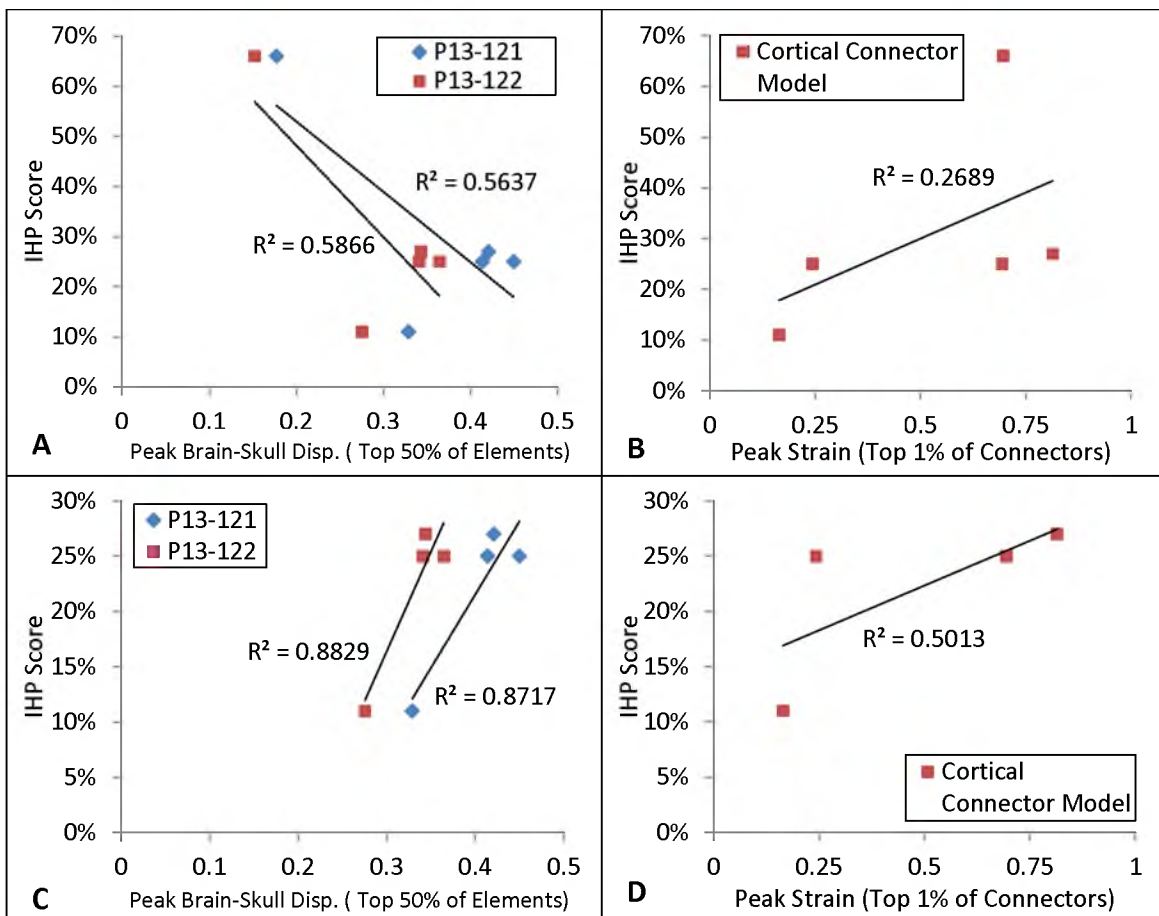 70%
60%
50%
40%
30%
20%
10%
0%
IHP Score
P13-121
P13-122
R² = 0.5637
R² = 0.5866
0 0.1 0.2 0.3 0.4 0.5
A Peak Brain-Skull Disp. ( Top 50% of Elements)
70%
60%
50%
40%
30%
20%
10%
0%
IHP Score
Cortical Connector
Model
R² = 0.2689
0 0.25 0.5 0.75 1
B Peak Strain (Top 1% of Connectors)
30%
25%
20%
15%
10%
5%
0%
IHP Score
P13-121
P13-122
R² = 0.8829
R² = 0.8717
0 0.1 0.2 0.3 0.4 0.5
C Peak Brain-Skull Disp. ( Top 50% of Elements)
30%
25%
20%
15%
10%
5%
0%
IHP Score
R² = 0.5013
Cortical
Connector Model
0 0.25 0.5 0.75 1
D Peak Strain (Top 1% of Connectors)